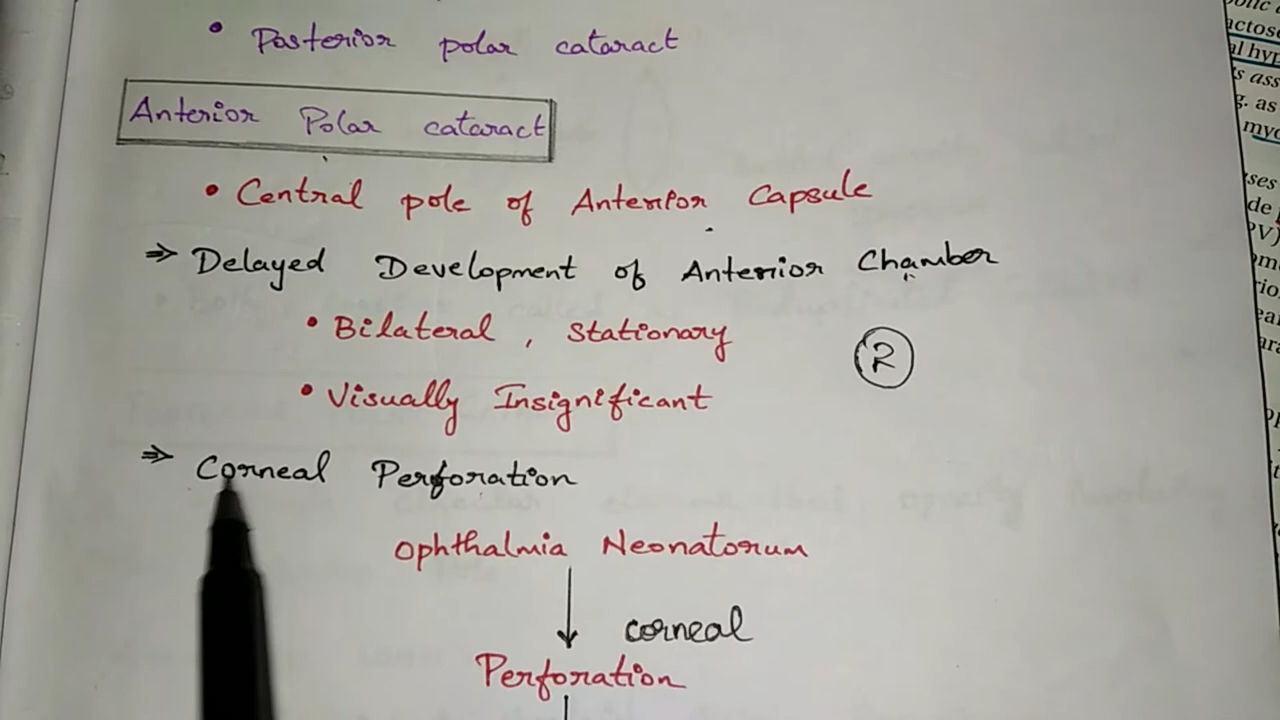 • Posterior polar cataract
Anterior Polar cataract
• Central pole of Anterior Capsule
⇒ Delayed Development of Anterior Chamber
• Bilateral, Stationary
2
• Visually Insignificant
⇒ Corneal Perforation
Ophthalmia Neonatorum
↓ corneal
Perforation